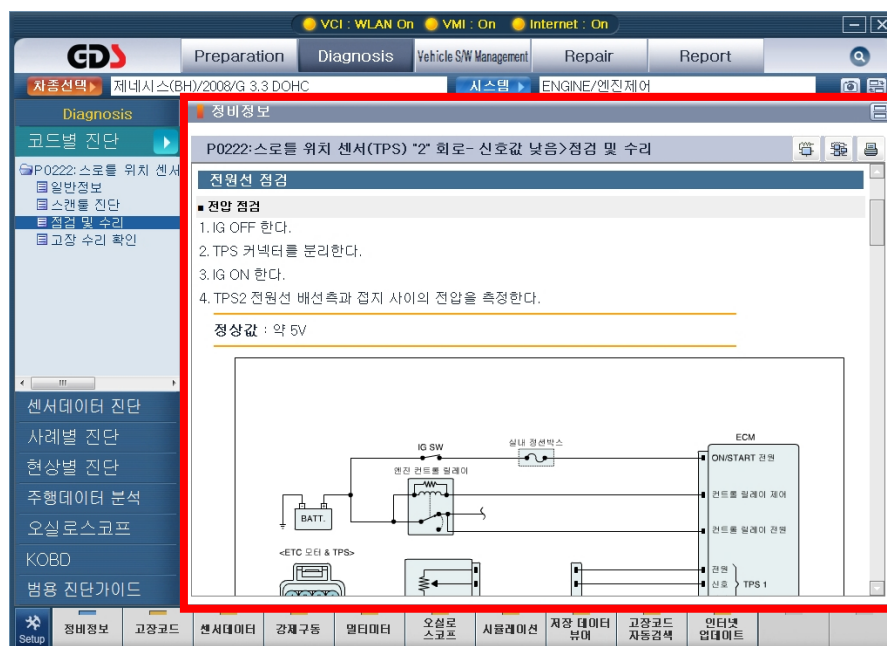 VCI : WLAN On VMI : On Internet : On
GDS Preparation Diagnosis Vehicle S/W Management Repair Report
차종선택 제네시스(BH)/2008/G 3.3 DOHC 시스템 ENGINE/엔진제어
Diagnosis
코드별 진단
P0222:스로틀 위치 센서
일반정보
스캔툴 진단
점검 및 수리
고장 수리 확인
센서데이터 진단
사례별 진단
현상별 진단
주행데이터 분석
오실로스코프
KOBD
범용 진단가이드
정비정보
P0222:스로틀 위치 센서(TPS) "2" 회로- 신호값 낮음>점검 및 수리
전원선 점검
■ 전압 점검
1. IG OFF 한다.
2. TPS 커넥터를 분리한다.
3. IG ON 한다.
4. TPS2 전원선 배선측과 접지 사이의 전압을 측정한다.
정상값 : 약 5V
IG SW
실내 정션박스
ECM
ON/START 전원
엔진 컨트롤 릴레이
컨트롤 릴레이 제어
BATT.
컨트롤 릴레이 전원
<ETC 모터 & TPS>
전원
신호
TPS 1
Setup 정비정보 고장코드 센서데이터 강제구동 멀티미터 오실로스코프 시뮬레이션 저장 데이터 뷰어 고장코드 자동검색 인터넷 업데이트